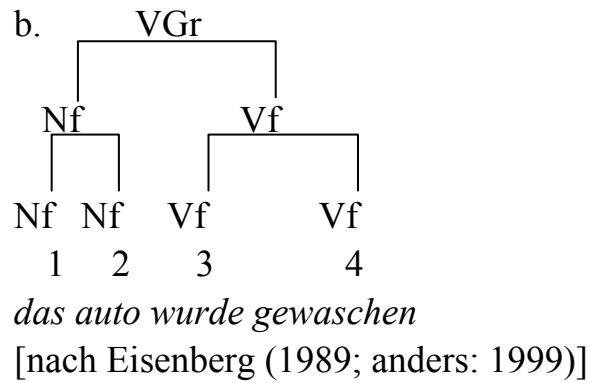 b. VGr
Nf Vf
Nf Nf Vf Vf
1 2 3 4
das auto wurde gewaschen
[nach Eisenberg (1989; anders: 1999)]